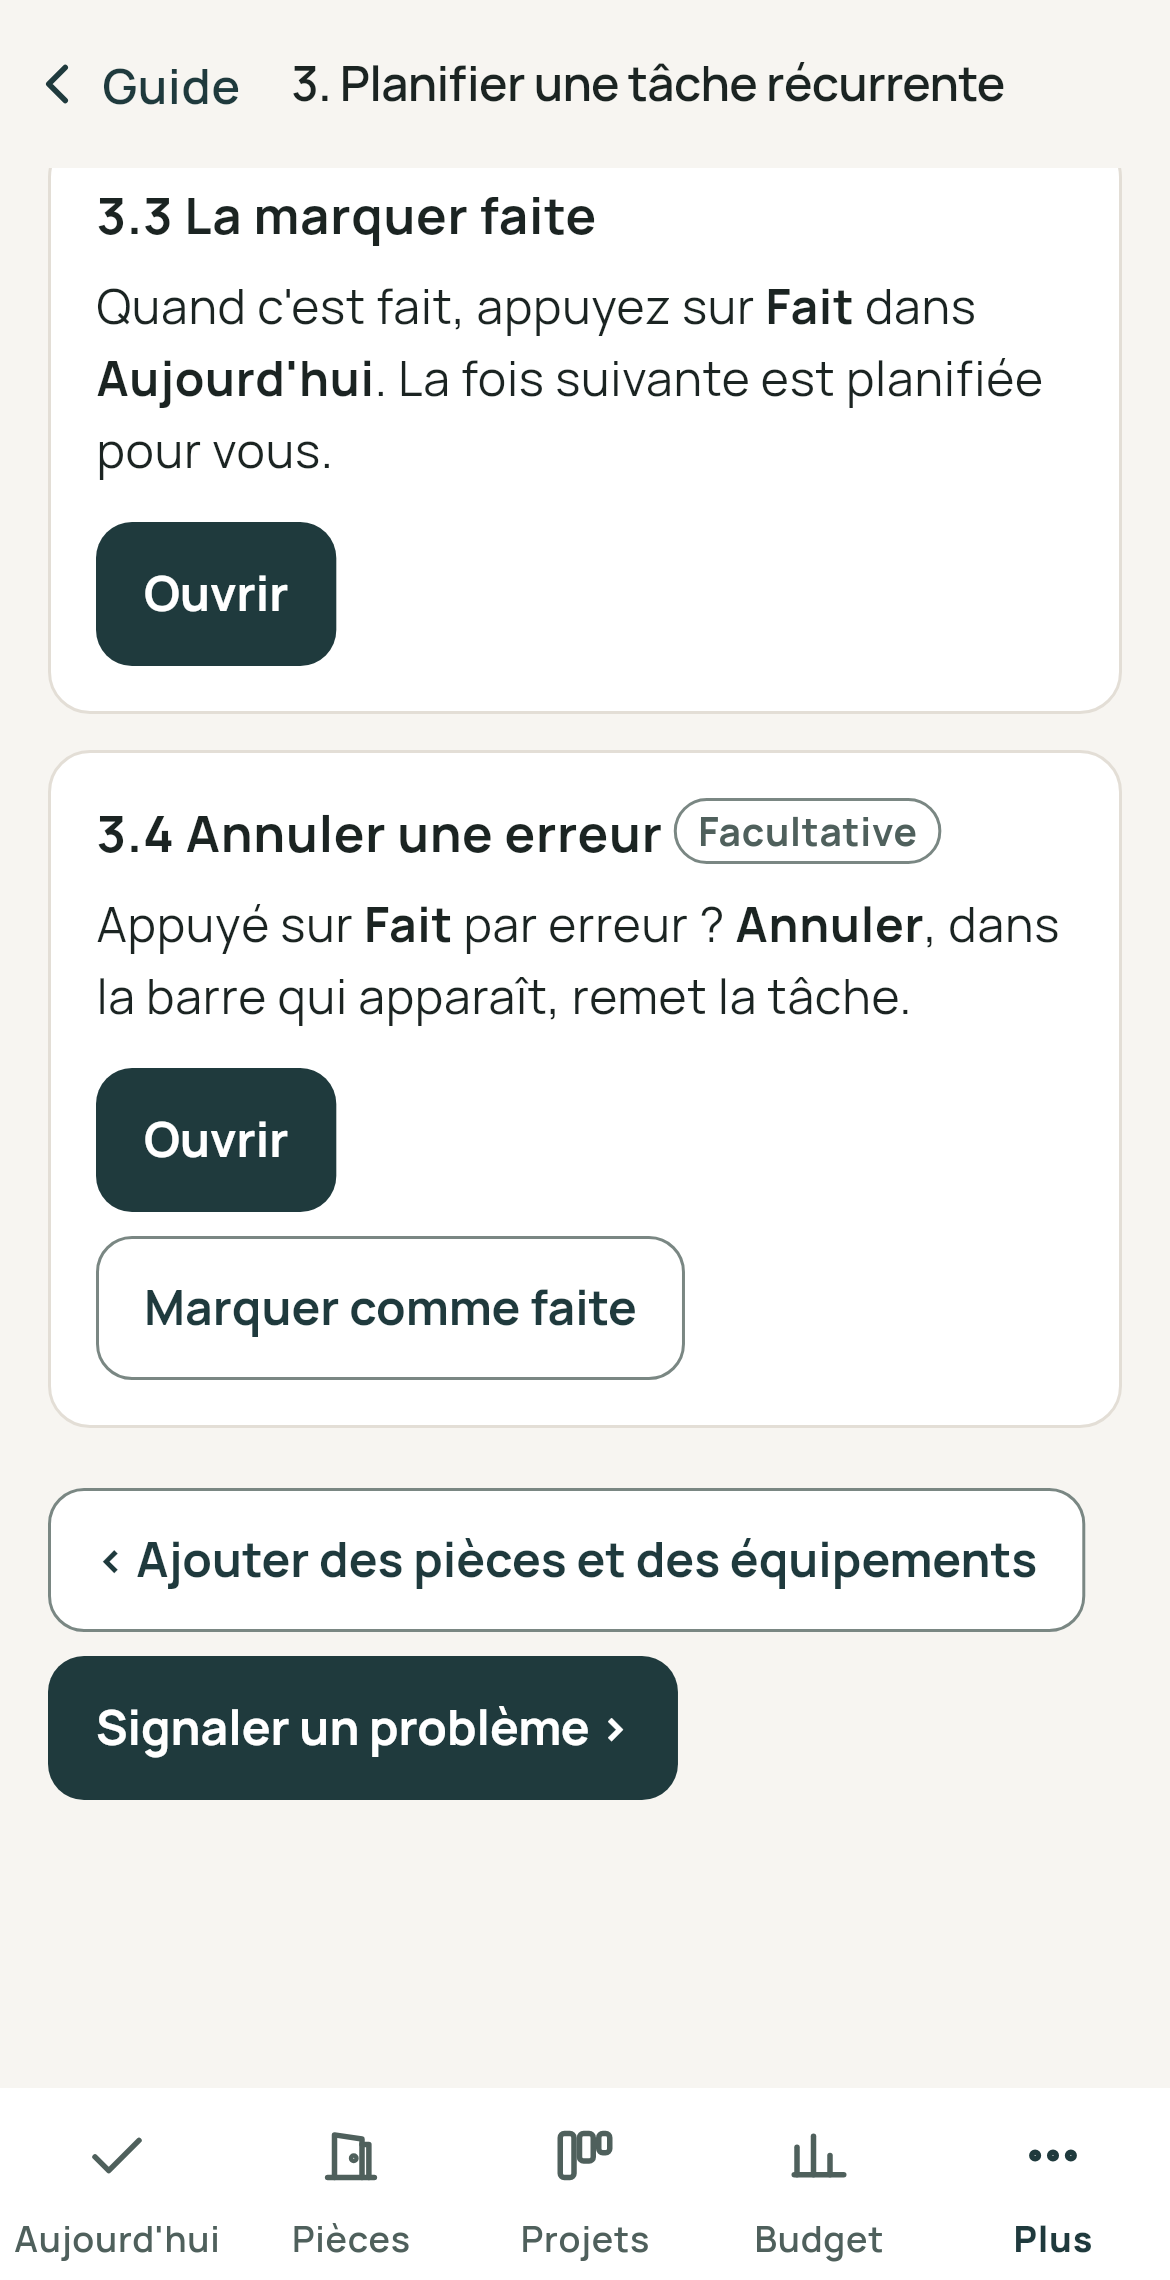 Guide
3. Planifier une tâche récurrente
3.3 La marquer faite
Quand c'est fait, appuyez sur Fait dans
Aujourd'hui. La fois suivante est planifiée
pour vous.
Ouvrir
3.4 Annuler une erreur Facultative
Appuyé sur Fait par erreur ? Annuler, dans
la barre qui apparaît, remet la tâche.
Ouvrir
Marquer comme faite
‹ Ajouter des pièces et des équipements
Signaler un problème ›
Aujourd'hui Pièces Projets Budget Plus